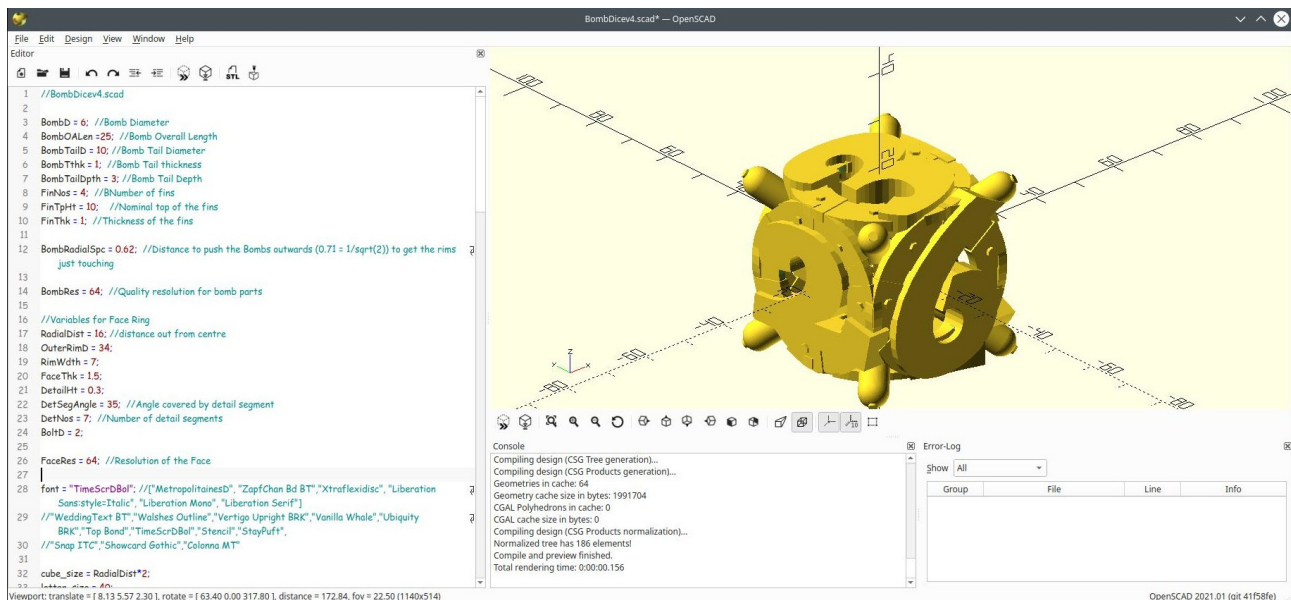 BombDicev4.scad* — OpenSCAD
File Edit Design View Window Help
Editor
STL
1 //BombDicev4.scad
2
3 BombD = 6; //Bomb Diameter
4 BombOALen =25; //Bomb Overall Length
5 BombTailD = 10; //Bomb Tail Diameter
6 BombTthk = 1; //Bomb Tail thickness
7 BombTailDpth = 3; //Bomb Tail Depth
8 FinNos = 4; //BNumber of fins
9 FinTpHt = 10; //Nominal top of the fins
10 FinThk = 1; //Thickness of the fins
11
12 BombRadialSpc = 0.62; //Distance to push the Bombs outwards (0.71 = 1/sqrt(2)) to get the rims
just touching
13
14 BombRes = 64; //Quality resolution for bomb parts
15
16 //Variables for Face Ring
17 RadialDist = 16; //distance out from centre
18 OuterRimD = 34;
19 RimWdth = 7;
20 FaceThk = 1.5;
21 DetailHt = 0.3;
22 DetSegAngle = 35; //Angle covered by detail segment
23 DetNos = 7; //Number of detail segments
24 BoltD = 2;
25
26 FaceRes = 64; //Resolution of the Face
27
28 font = "TimeScrDBol"; //["MetropolitainesD", "ZapfChan Bd BT","Xtraflexidisc", "Liberation
Sans:style=Italic", "Liberation Mono", "Liberation Serif"]
29 //"WeddingText BT","Walshes Outline","Vertigo Upright BRK","Vanilla Whale","Ubiquity
BRK","Top Bond","TimeScrDBol","Stencil","StayPuft",
30 //"Snap ITC","Showcard Gothic","Colonna MT"
31
32 cube_size = RadialDist*2;
Console
Compiling design (CSG Tree generation)...
Compiling design (CSG Products generation)...
Geometries in cache: 64
Geometry cache size in bytes: 1991704
CGAL Polyhedrons in cache: 0
CGAL cache size in bytes: 0
Compiling design (CSG Products normalization)...
Normalized tree has 186 elements!
Compile and preview finished.
Total rendering time: 0:00:00.156
Error-Log
Show All
Group File Line Info
Viewport: translate = [ 8.13 5.57 2.30 ], rotate = [ 63.40 0.00 317.80 ], distance = 172.84, fov = 22.50 (1140x514)
OpenSCAD 2021.01 (git 41f58fe)